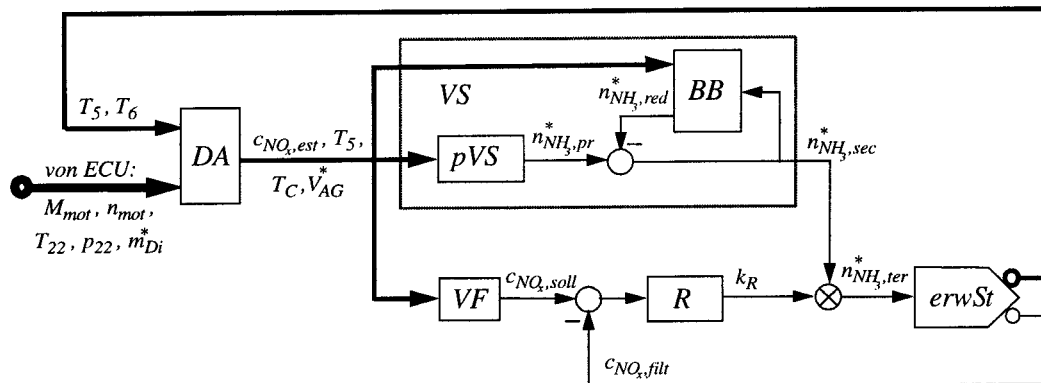 VS
BB
n*NH3,red
T5, T6
DA
cNOx,est, T5,
TC, V*AG
pVS
n*NH3,pr
−
n*NH3,sec
von ECU:
Mmot, nmot,
T22, p22, m*Di
VF
cNOx,soll
−
R
kR
n*NH3,ter
erwSt
cNOx,filt